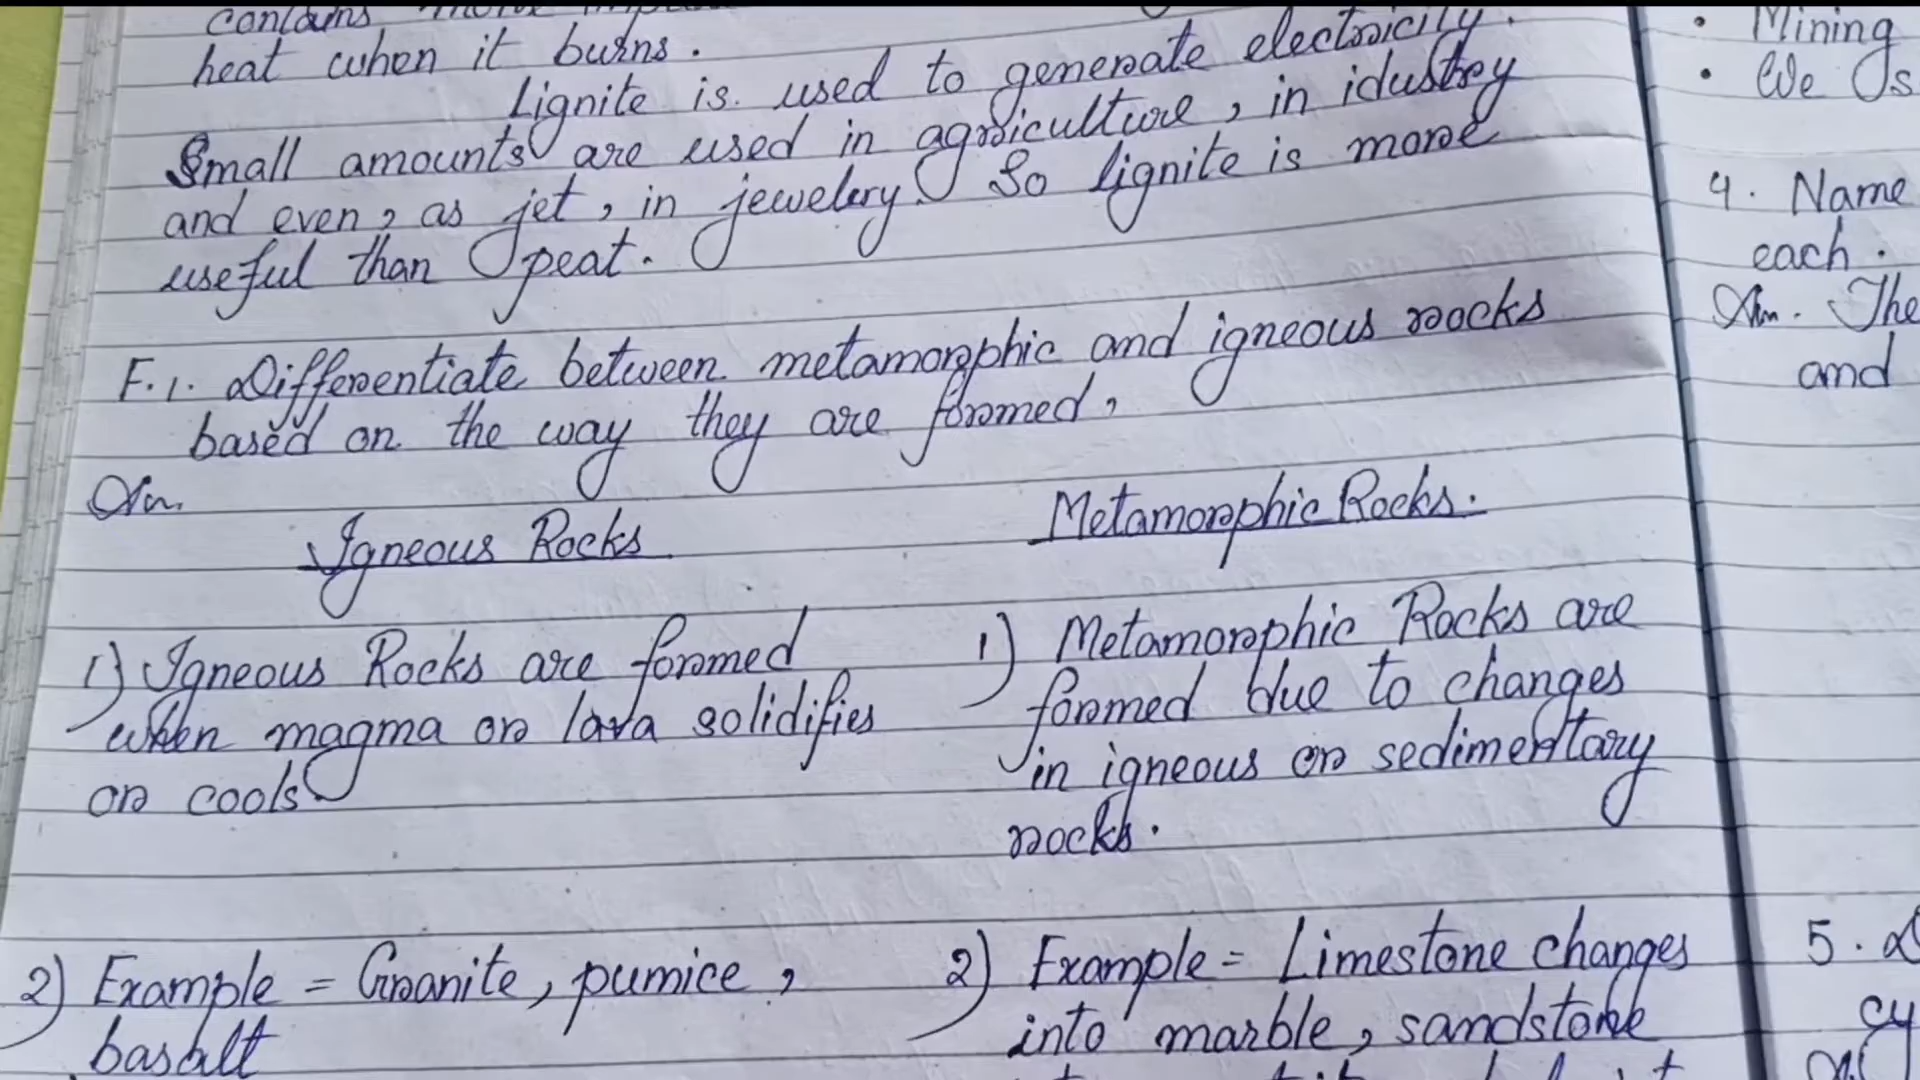 contains more
heat when it burns.
Lignite is used to generate electricity.
Small amounts are used in agriculture, in idustry
and even, as jet, in jewelery. So lignite is more
useful than peat.
F.1. Differentiate between metamorphic and igneous rocks
based on the way they are formed,
Ans.
Igneous Rocks
Metamorphic Rocks.
1) Igneous Rocks are formed
when magma or lava solidifies
or cools.
1) Metamorphic Rocks are
formed due to changes
in igneous or sedimentary
rocks.
2) Example = Granite, pumice,
basalt
2) Example = Limestone changes
into marble, sandstone
• Mining
• We
4. Name
each.
Ans. The
and
5.